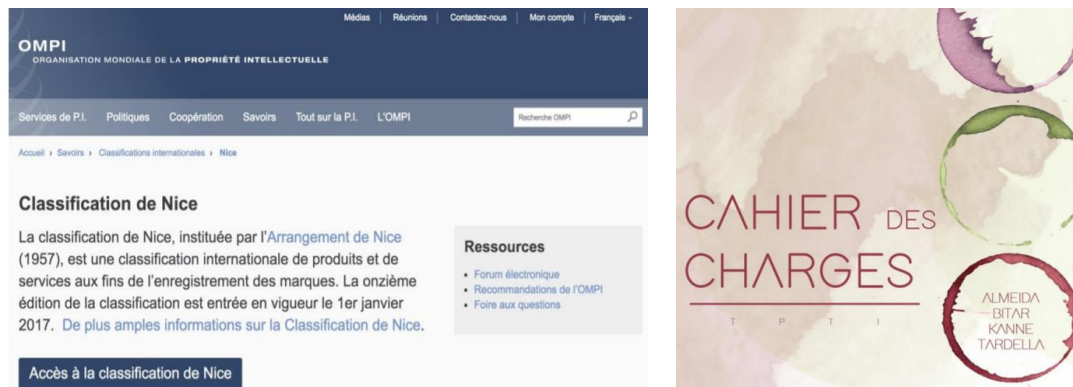 Médias Réunions Contactez-nous Mon compte Français
OMPI
ORGANISATION MONDIALE DE LA PROPRIÉTÉ INTELLECTUELLE
Services de P.I. Politiques Coopération Savoirs Tout sur la P.I. L'OMPI Recherche OMPI
Accueil › Savoirs › Classifications internationales › Nice
Classification de Nice
La classification de Nice, instituée par l'Arrangement de Nice
(1957), est une classification internationale de produits et de
services aux fins de l'enregistrement des marques. La onzième
édition de la classification est entrée en vigueur le 1er janvier
2017. De plus amples informations sur la Classification de Nice.
Accès à la classification de Nice
Ressources
• Forum électronique
• Recommandations de l'OMPI
• Foire aux questions
CAHIER DES
CHARGES
T P T I
ALMEIDA
BITAR
KANNE
TARDELLA